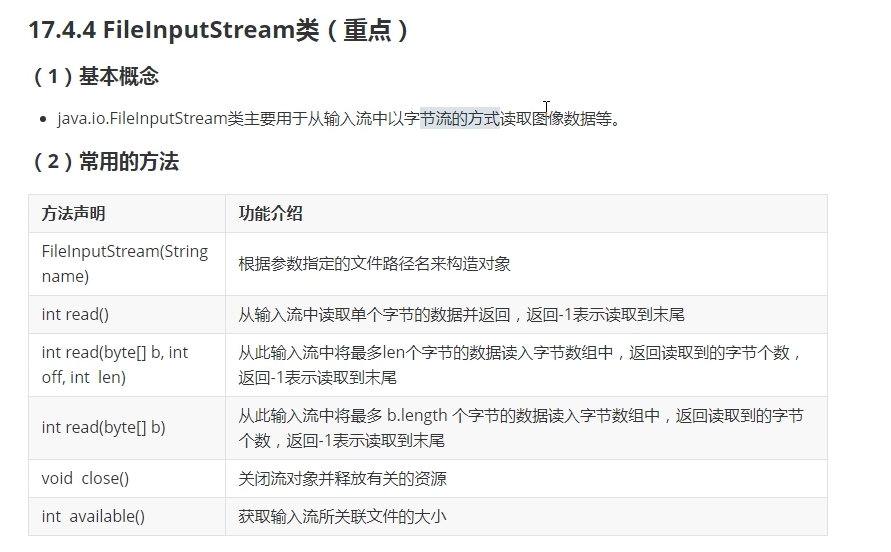 17.4.4 FileInputStream类（重点）
（1）基本概念
java.io.FileInputStream类主要用于从输入流中以字节流的方式读取图像数据等。
（2）常用的方法
方法声明 功能介绍
FileInputStream(String
name)
根据参数指定的文件路径名来构造对象
int read() 从输入流中读取单个字节的数据并返回，返回-1表示读取到末尾
int read(byte[] b, int
off, int len)
从此输入流中将最多len个字节的数据读入字节数组中，返回读取到的字节个数，
返回-1表示读取到末尾
int read(byte[] b)
从此输入流中将最多 b.length 个字节的数据读入字节数组中，返回读取到的字节
个数，返回-1表示读取到末尾
void close() 关闭流对象并释放有关的资源
int available() 获取输入流所关联文件的大小